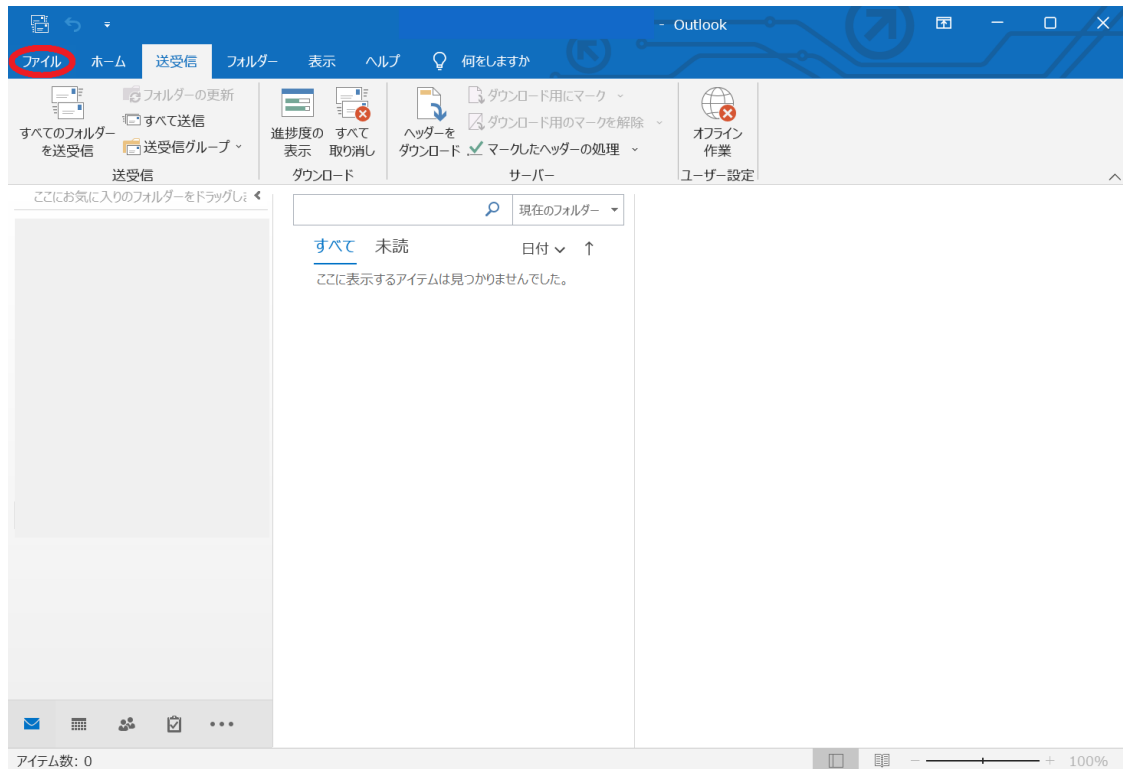 - Outlook
ファイル ホーム 送受信 フォルダー 表示 ヘルプ 何をしますか
すべてのフォルダー
を送受信
フォルダーの更新
すべて送信
送受信グループ
送受信
進捗度の
表示
すべて
取り消し
ダウンロード
ヘッダーを
ダウンロード
ダウンロード用にマーク
ダウンロード用のマークを解除
マークしたヘッダーの処理
サーバー
オフライン
作業
ユーザー設定
ここにお気に入りのフォルダーをドラッグしま
現在のフォルダー
すべて 未読 日付 ↑
ここに表示するアイテムは見つかりませんでした。
アイテム数: 0
100%